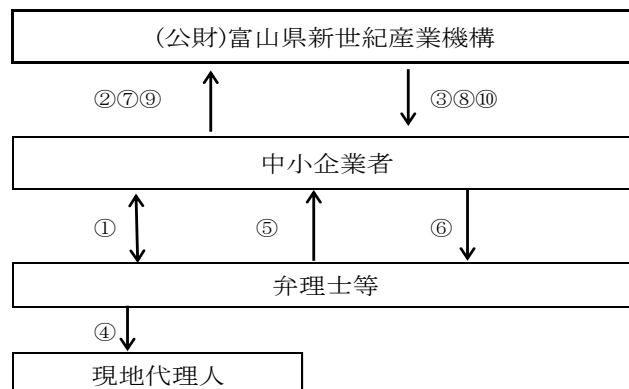 (公財)富山県新世紀産業機構
②⑦⑨
③⑧⑩
中小企業者
①
⑤
⑥
弁理士等
④
現地代理人